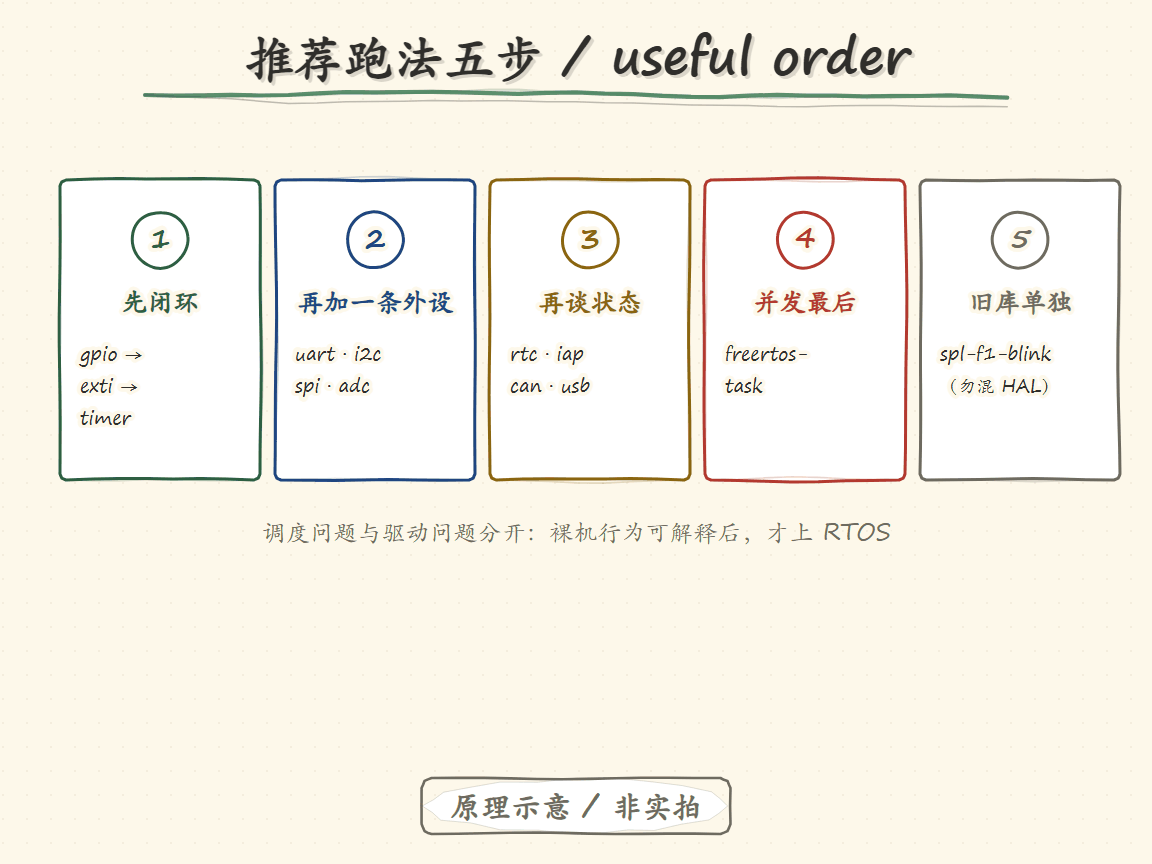 推荐跑法五步 / useful order
1
先闭环
gpio →
exti →
timer
2
再加一条外设
uart · i2c
spi · adc
3
再谈状态
rtc · iap
can · usb
4
并发最后
freertos-
task
5
旧库单独
spl-f1-blink
（勿混 HAL）
调度问题与驱动问题分开：裸机行为可解释后，才上 RTOS
原理示意 / 非实拍